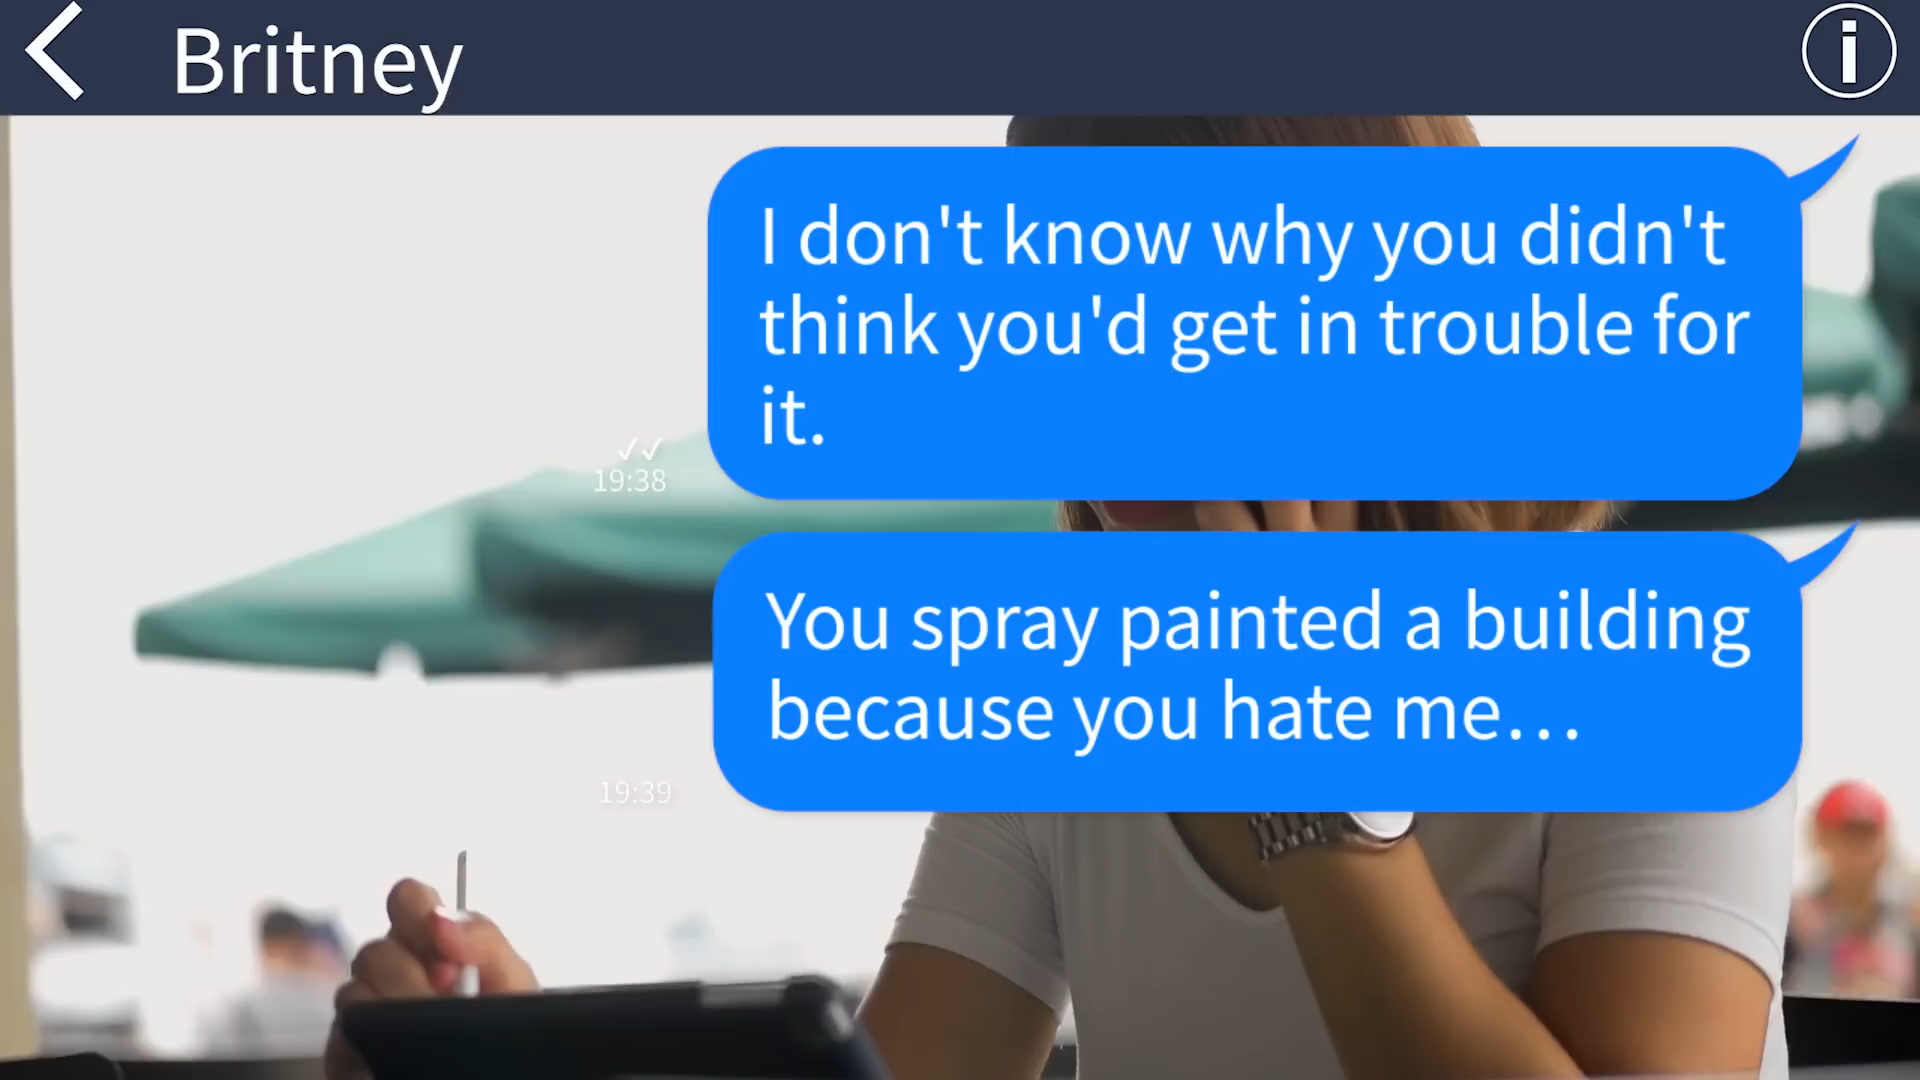 Britney
I don't know why you didn't
think you'd get in trouble for
it.
19:38
You spray painted a building
because you hate me…
19:39